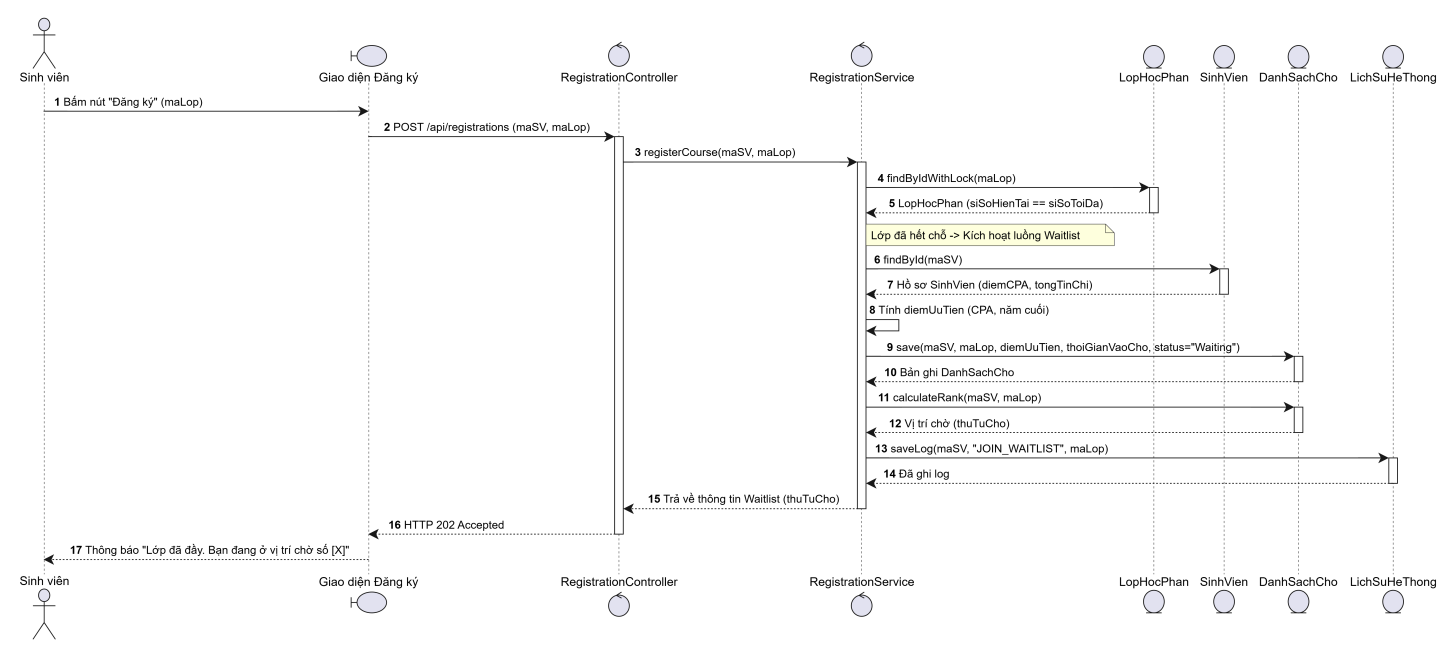 Sinh viên
Giao diện Đăng ký
RegistrationController
RegistrationService
LopHocPhan
SinhVien
DanhSachCho
LichSuHeThong
1 Bấm nút "Đăng ký" (maLop)
2 POST /api/registrations (maSV, maLop)
3 registerCourse(maSV, maLop)
4 findByIdWithLock(maLop)
5 LopHocPhan (siSoHienTai == siSoToiDa)
Lớp đã hết chỗ -> Kích hoạt luồng Waitlist
6 findById(maSV)
7 Hồ sơ SinhVien (diemCPA, tongTinChi)
8 Tính diemUuTien (CPA, năm cuối)
9 save(maSV, maLop, diemUuTien, thoiGianVaoCho, status="Waiting")
10 Bản ghi DanhSachCho
11 calculateRank(maSV, maLop)
12 Vị trí chờ (thuTuCho)
13 saveLog(maSV, "JOIN_WAITLIST", maLop)
14 Đã ghi log
15 Trả về thông tin Waitlist (thuTuCho)
16 HTTP 202 Accepted
17 Thông báo "Lớp đã đầy. Bạn đang ở vị trí chờ số [X]"
Sinh viên
Giao diện Đăng ký
RegistrationController
RegistrationService
LopHocPhan
SinhVien
DanhSachCho
LichSuHeThong